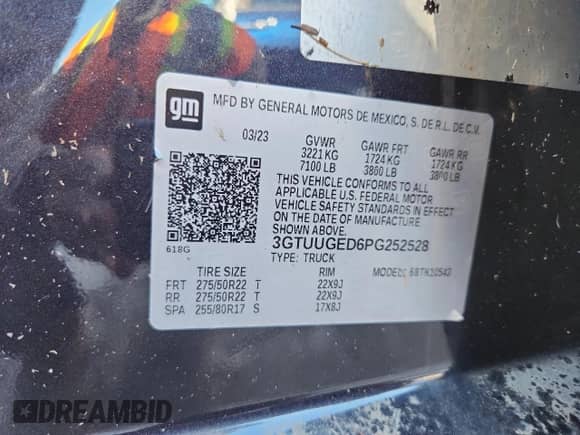 gm
MFD BY GENERAL MOTORS DE MEXICO, S. DE R.L. DE C.V.
03/23 GVWR GAWR FRT GAWR RR
3221 KG 1724 KG 1724 KG
7100 LB 3800 LB 3800 LB
THIS VEHICLE CONFORMS TO ALL
APPLICABLE U.S. FEDERAL MOTOR
VEHICLE SAFETY STANDARDS IN EFFECT
ON THE DATE OF MANUFACTURE
SHOWN ABOVE.
618G 3GTUUGED6PG252528
TYPE: TRUCK MODEL: 68TK10543
TIRE SIZE RIM
FRT 275/50R22 T 22X9J
RR 275/50R22 T 22X9J
SPA 255/80R17 S 17X8J
DREAMBID